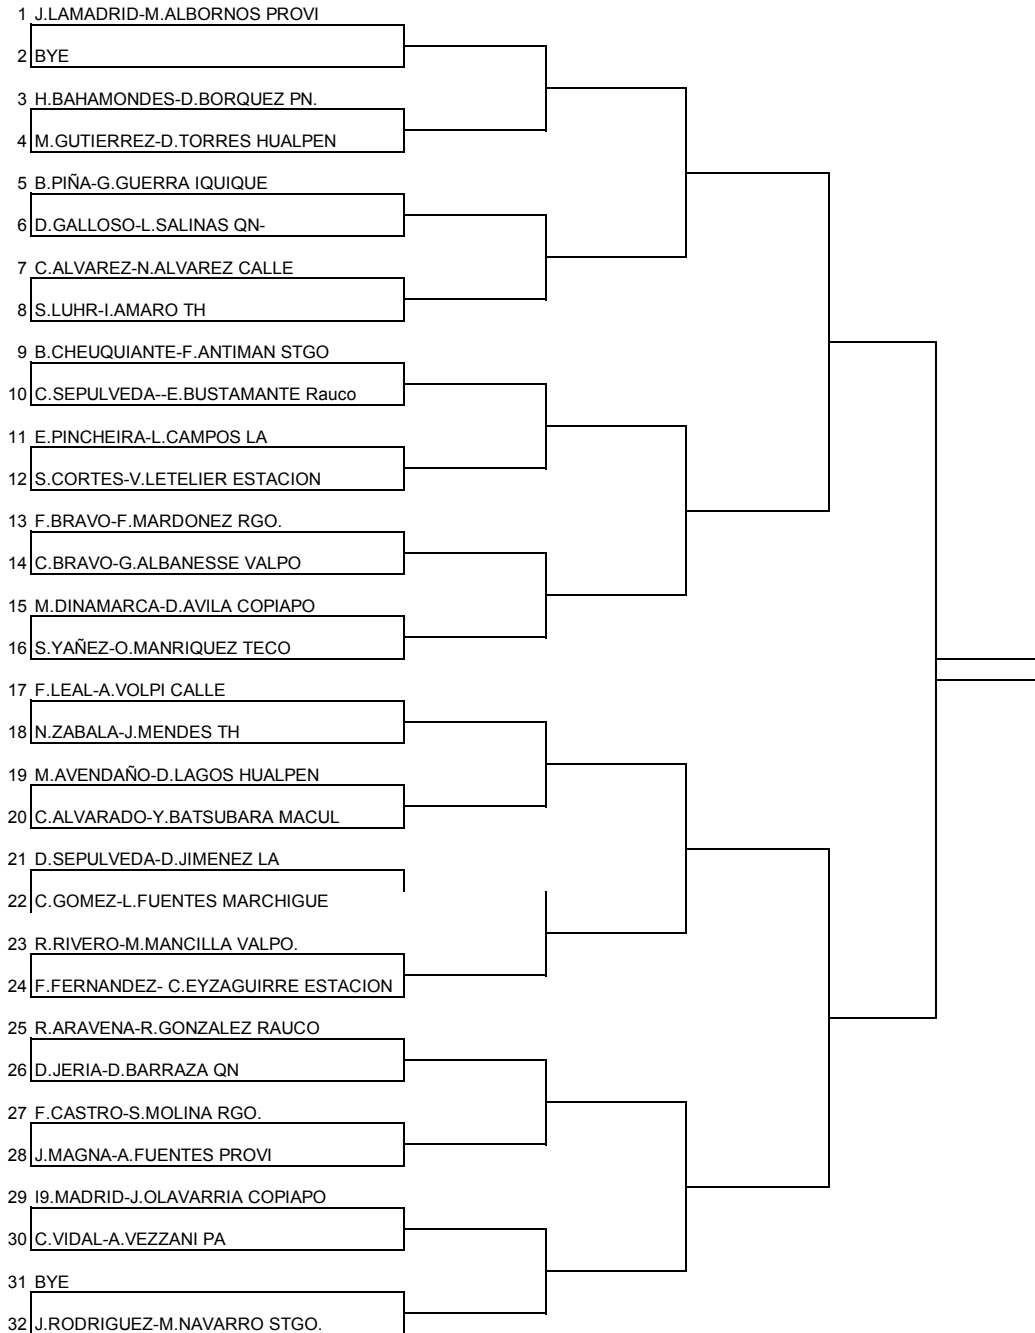 1 J.LAMADRID-M.ALBORNOS PROVI
2 BYE
3 H.BAHAMONDES-D.BORQUEZ PN.
4 M.GUTIERREZ-D.TORRES HUALPEN
5 B.PIÑA-G.GUERRA IQUIQUE
6 D.GALLOSO-L.SALINAS QN-
7 C.ALVAREZ-N.ALVAREZ CALLE
8 S.LUHR-I.AMARO TH
9 B.CHEUQUIANTE-F.ANTIMAN STGO
10 C.SEPULVEDA--E.BUSTAMANTE Rauco
11 E.PINCHEIRA-L.CAMPOS LA
12 S.CORTES-V.LETELIER ESTACION
13 F.BRAVO-F.MARDONEZ RGO.
14 C.BRAVO-G.ALBANESSE VALPO
15 M.DINAMARCA-D.AVILA COPIAPO
16 S.YAÑEZ-O.MANRIQUEZ TECO
17 F.LEAL-A.VOLPI CALLE
18 N.ZABALA-J.MENDES TH
19 M.AVENDAÑO-D.LAGOS HUALPEN
20 C.ALVARADO-Y.BATSUBARA MACUL
21 D.SEPULVEDA-D.JIMENEZ LA
22 C.GOMEZ-L.FUENTES MARCHIGUE
23 R.RIVERO-M.MANCILLA VALPO.
24 F.FERNANDEZ- C.EYZAGUIRRE ESTACION
25 R.ARAVENA-R.GONZALEZ RAUCO
26 D.JERIA-D.BARRAZA QN
27 F.CASTRO-S.MOLINA RGO.
28 J.MAGNA-A.FUENTES PROVI
29 I9.MADRID-J.OLAVARRIA COPIAPO
30 C.VIDAL-A.VEZZANI PA
31 BYE
32 J.RODRIGUEZ-M.NAVARRO STGO.